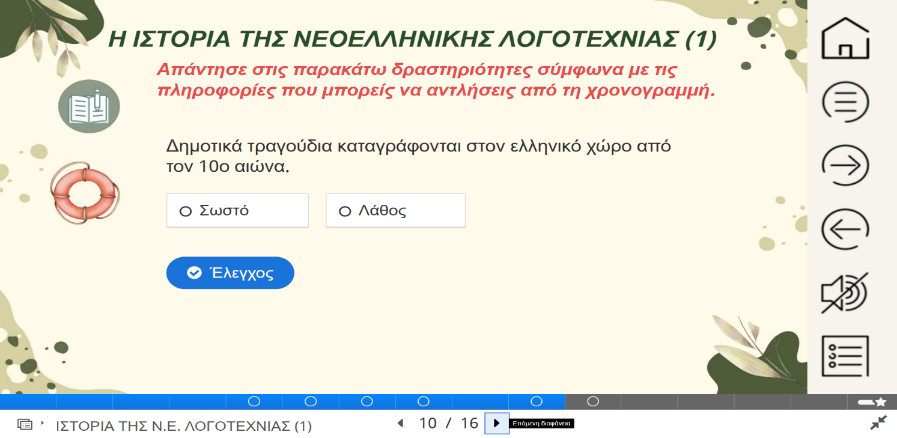 Η ΙΣΤΟΡΙΑ ΤΗΣ ΝΕΟΕΛΛΗΝΙΚΗΣ ΛΟΓΟΤΕΧΝΙΑΣ (1)
Απάντησε στις παρακάτω δραστηριότητες σύμφωνα με τις
πληροφορίες που μπορείς να αντλήσεις από τη χρονογραμμή.
Δημοτικά τραγούδια καταγράφονται στον ελληνικό χώρο από
τον 10ο αιώνα.
Σωστό
Λάθος
Έλεγχος
ΙΣΤΟΡΙΑ ΤΗΣ Ν.Ε. ΛΟΓΟΤΕΧΝΙΑΣ (1)
10 / 16
Επόμενη διαφάνεια